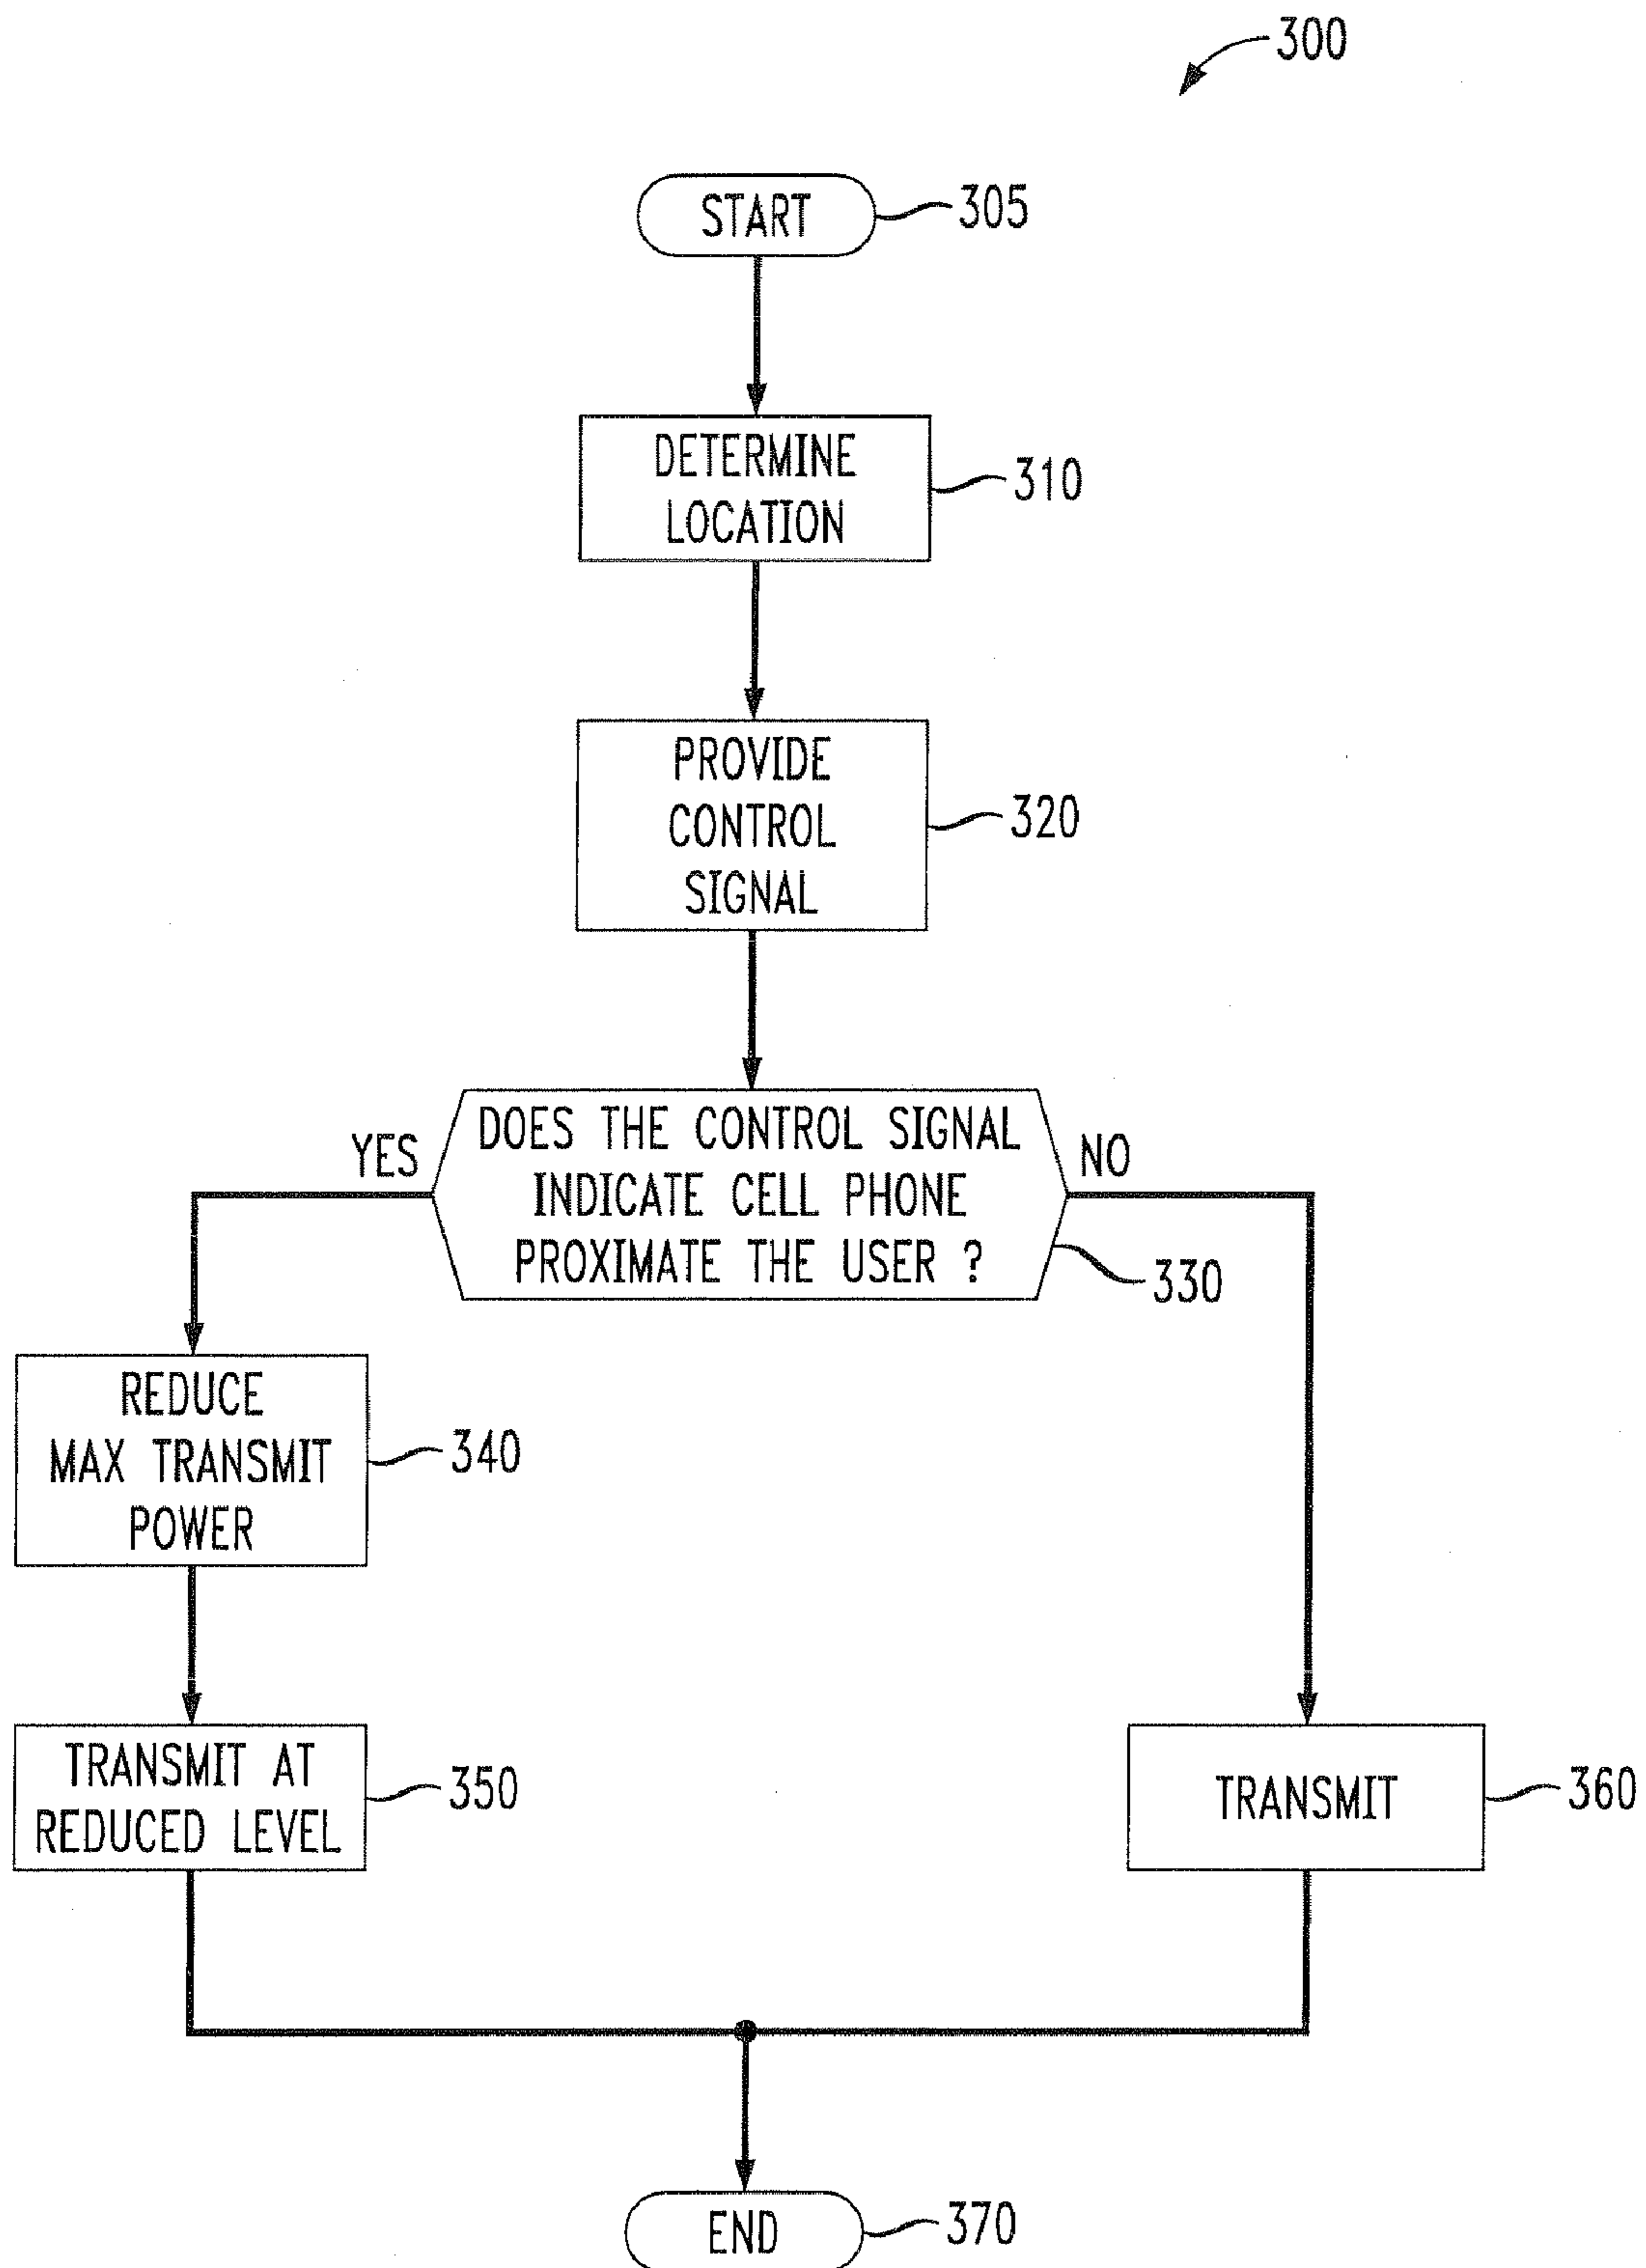 300
START
305
DETERMINE
LOCATION
310
PROVIDE
CONTROL
SIGNAL
320
YES
DOES THE CONTROL SIGNAL
INDICATE CELL PHONE
PROXIMATE THE USER ?
NO
330
REDUCE
MAX TRANSMIT
POWER
340
TRANSMIT AT
REDUCED LEVEL
350
TRANSMIT
360
END
370